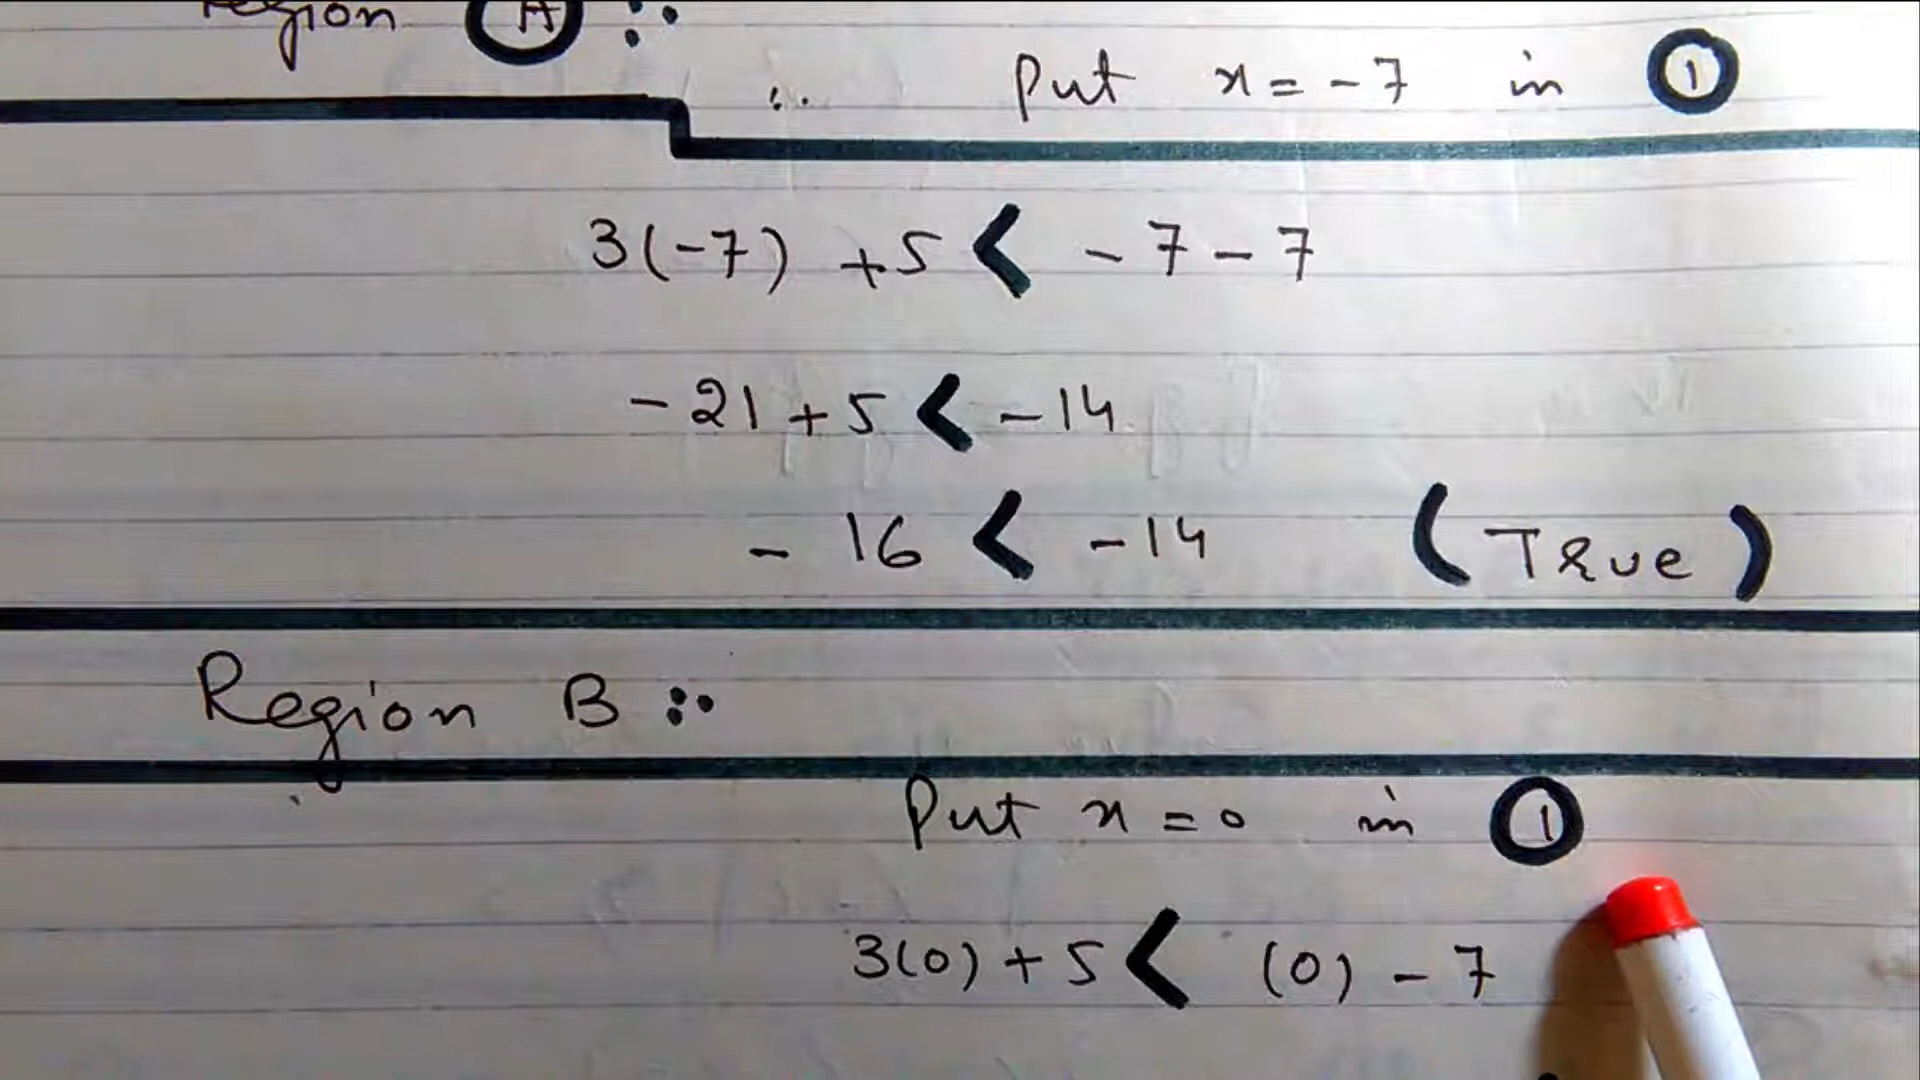 Region (A) :.
∴ Put x = -7 in (1)
3(-7) +5 < -7-7
-21+5 < -14
-16 < -14 (True)
Region B :.
Put x = 0 in (1)
3(0) + 5 < (0) - 7